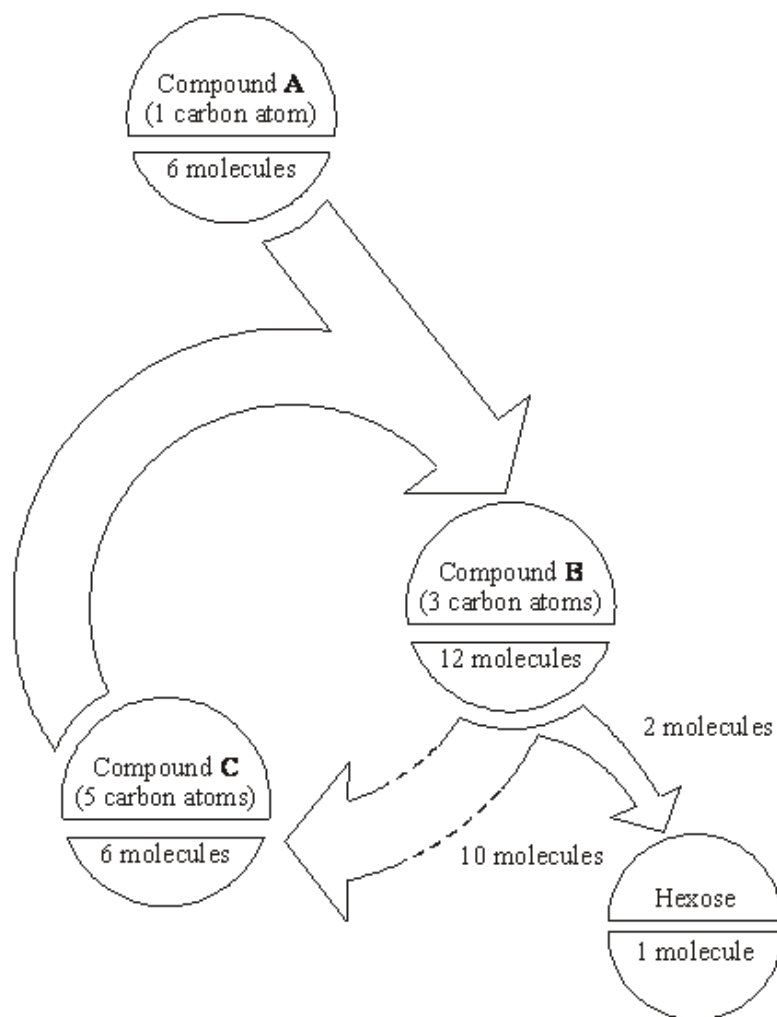 Compound A
(1 carbon atom)
6 molecules
Compound B
(3 carbon atoms)
12 molecules
2 molecules
Compound C
(5 carbon atoms)
6 molecules
10 molecules
Hexose
1 molecule